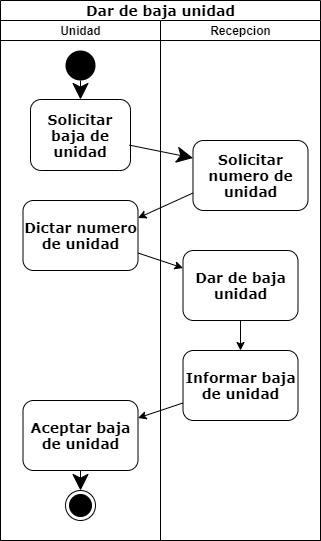 Dar de baja unidad
Unidad
Recepcion
Solicitar
baja de
unidad
Solicitar
numero de
unidad
Dictar numero
de unidad
Dar de baja
unidad
Informar baja
de unidad
Aceptar baja
de unidad